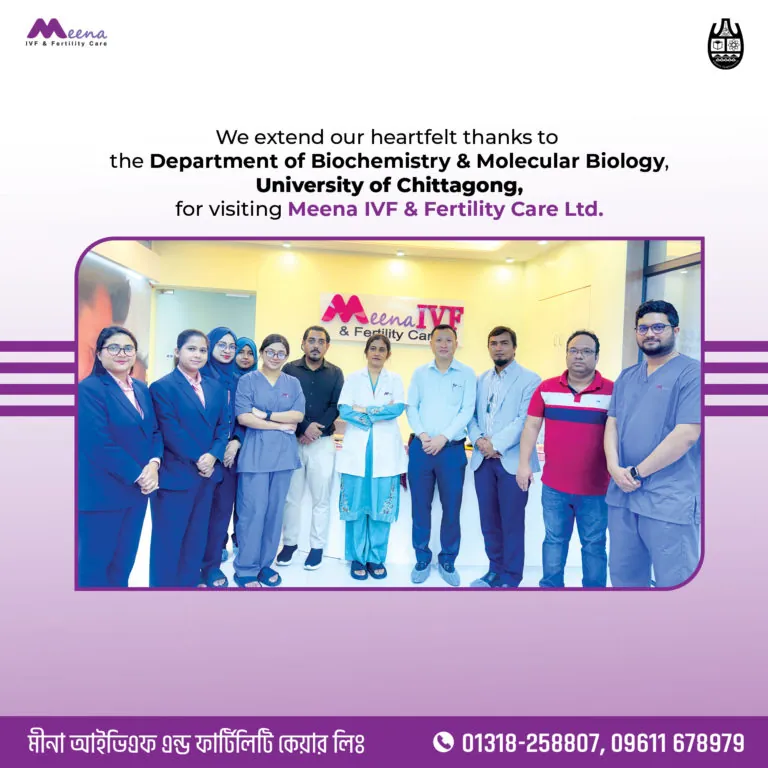 Meena
IVF & Fertility Care
We extend our heartfelt thanks to
the Department of Biochemistry & Molecular Biology,
University of Chittagong,
for visiting Meena IVF & Fertility Care Ltd.
Meena IVF
& Fertility Care
মীনা আইভিএফ এন্ড ফার্টিলিটি কেয়ার লিঃ
01318-258807, 09611 678979